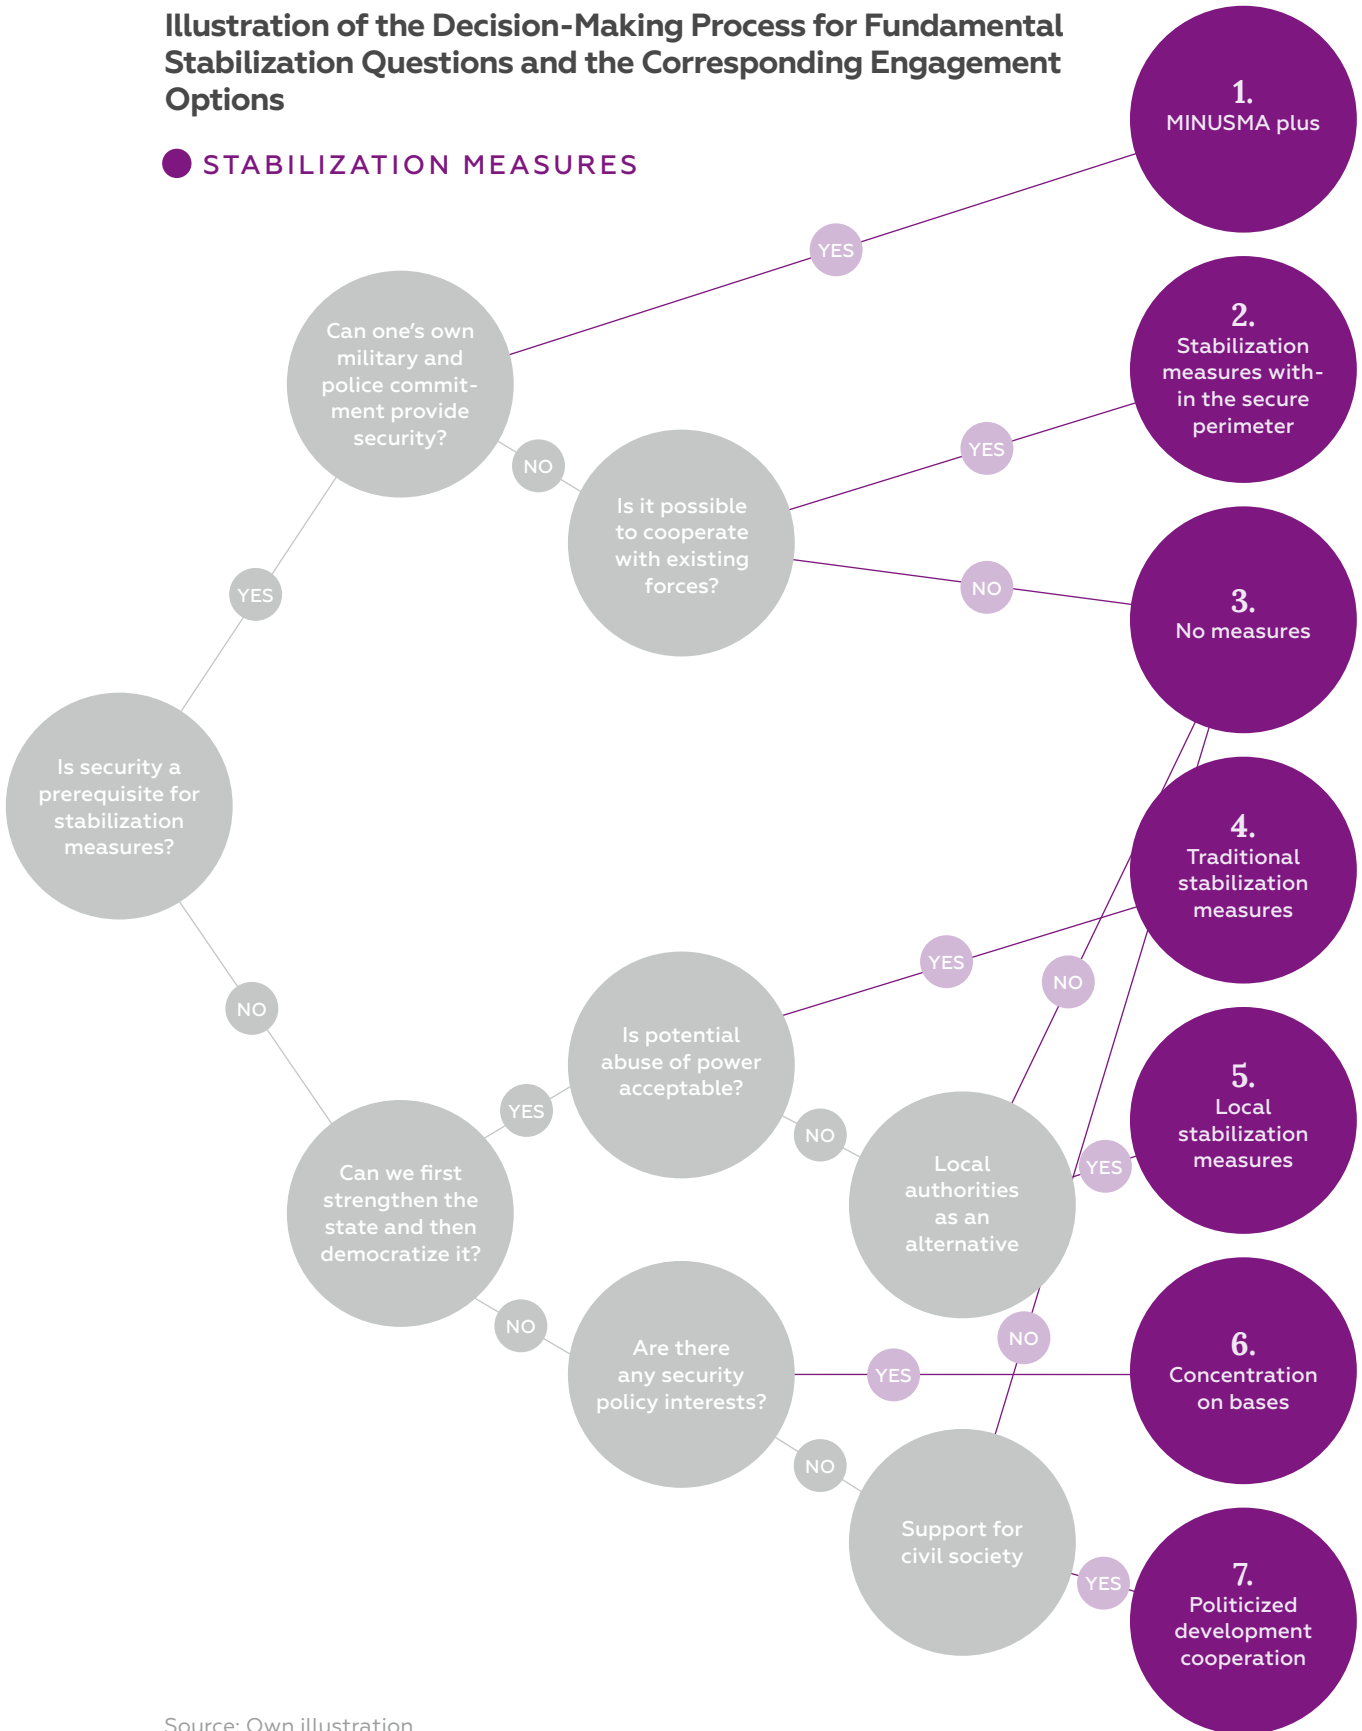 Illustration of the Decision-Making Process for Fundamental
Stabilization Questions and the Corresponding Engagement
Options
STABILIZATION MEASURES
1.
MINUSMA plus
YES
2.
Stabilization
measures with-
in the secure
perimeter
Can one's own
military and
police commit-
ment provide
security?
YES
NO
Is it possible
to cooperate
with existing
forces?
YES
NO
3.
No measures
Is security a
prerequisite for
stabilization
measures?
4.
Traditional
stabilization
measures
YES
NO
NO
Is potential
abuse of power
acceptable?
YES
NO
5.
Local
stabilization
measures
Can we first
strengthen the
state and then
democratize it?
Local
authorities
as an
alternative
YES
NO
NO
Are there
any security
policy interests?
YES
6.
Concentration
on bases
NO
Support for
civil society
YES
7.
Politicized
development
cooperation
Source: Own illustration